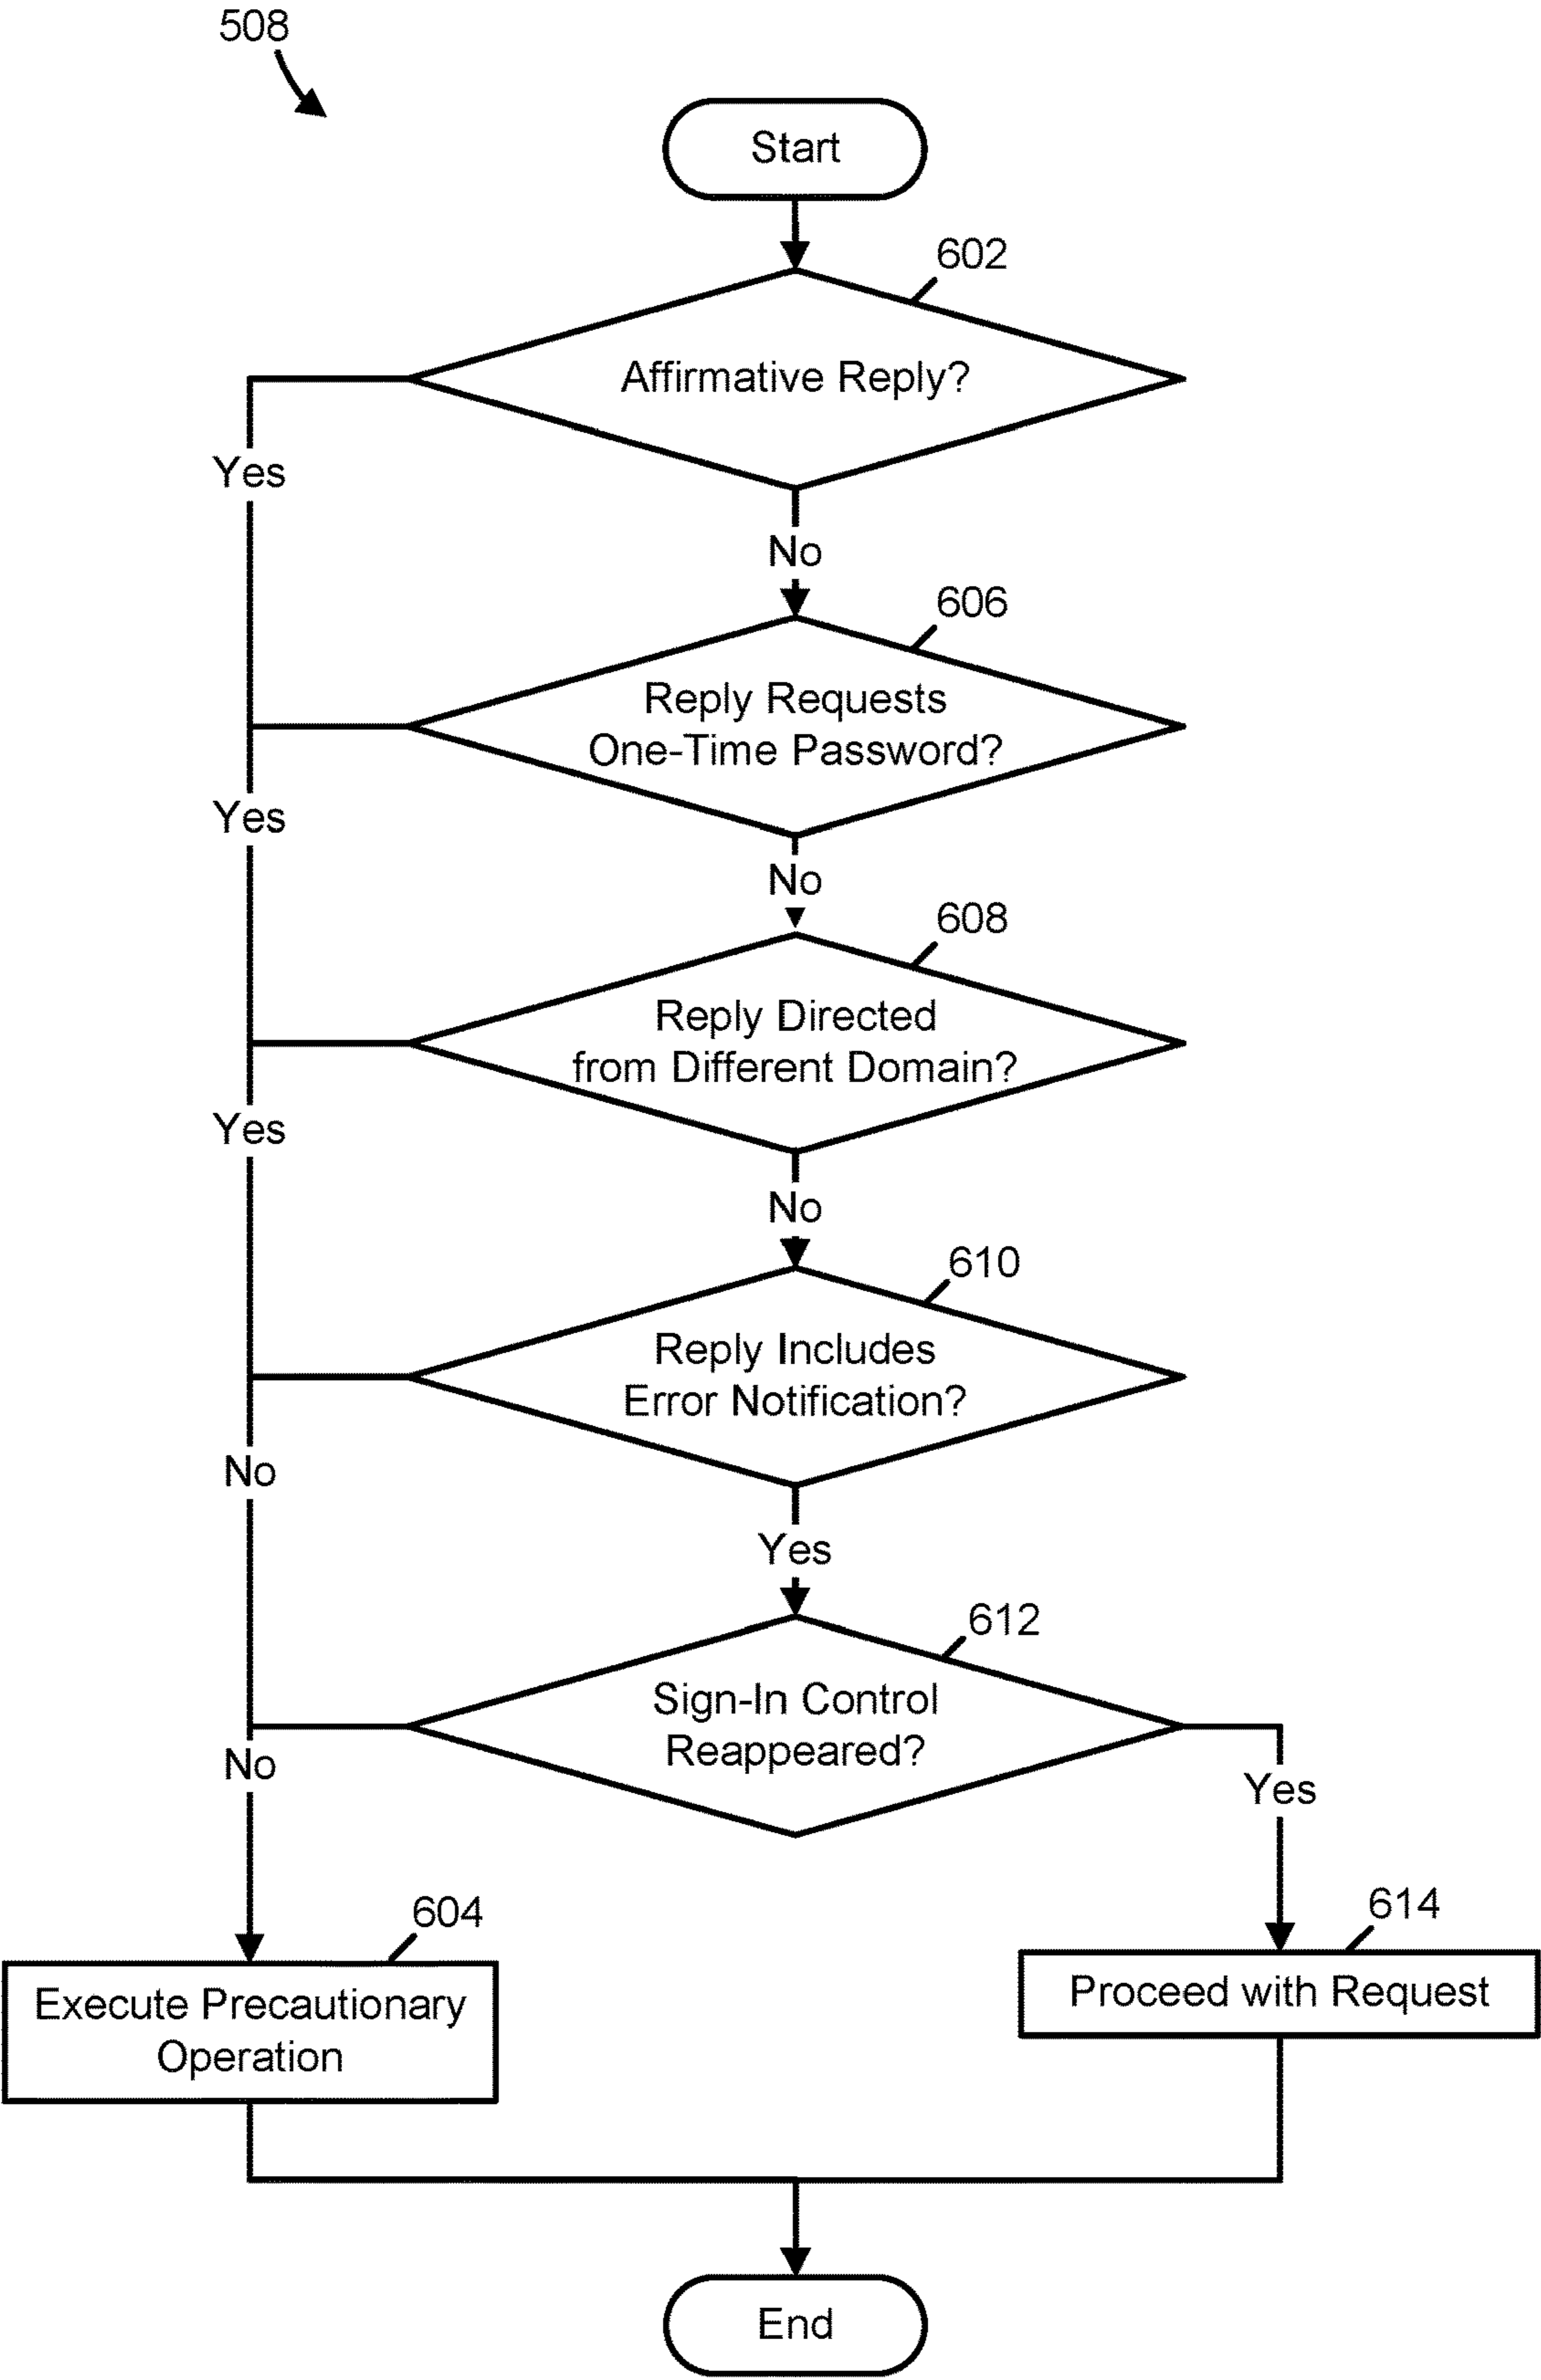 508
Start
602
Affirmative Reply?
Yes
No
606
Reply Requests
One-Time Password?
Yes
No
608
Reply Directed
from Different Domain?
Yes
No
610
Reply Includes
Error Notification?
No
Yes
612
Sign-In Control
Reappeared?
No
Yes
604
Execute Precautionary
Operation
614
Proceed with Request
End